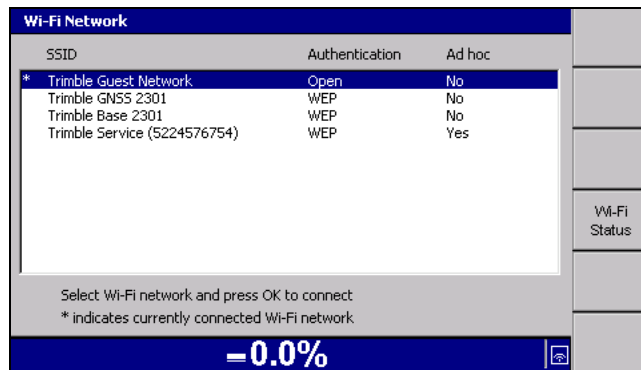 Wi-Fi Network
SSID Authentication Ad hoc
* Trimble Guest Network Open No
Trimble GNSS 2301 WEP No
Trimble Base 2301 WEP No
Trimble Service (5224576754) WEP Yes
Wi-Fi
Status
Select Wi-Fi network and press OK to connect
* indicates currently connected Wi-Fi network
-0.0%